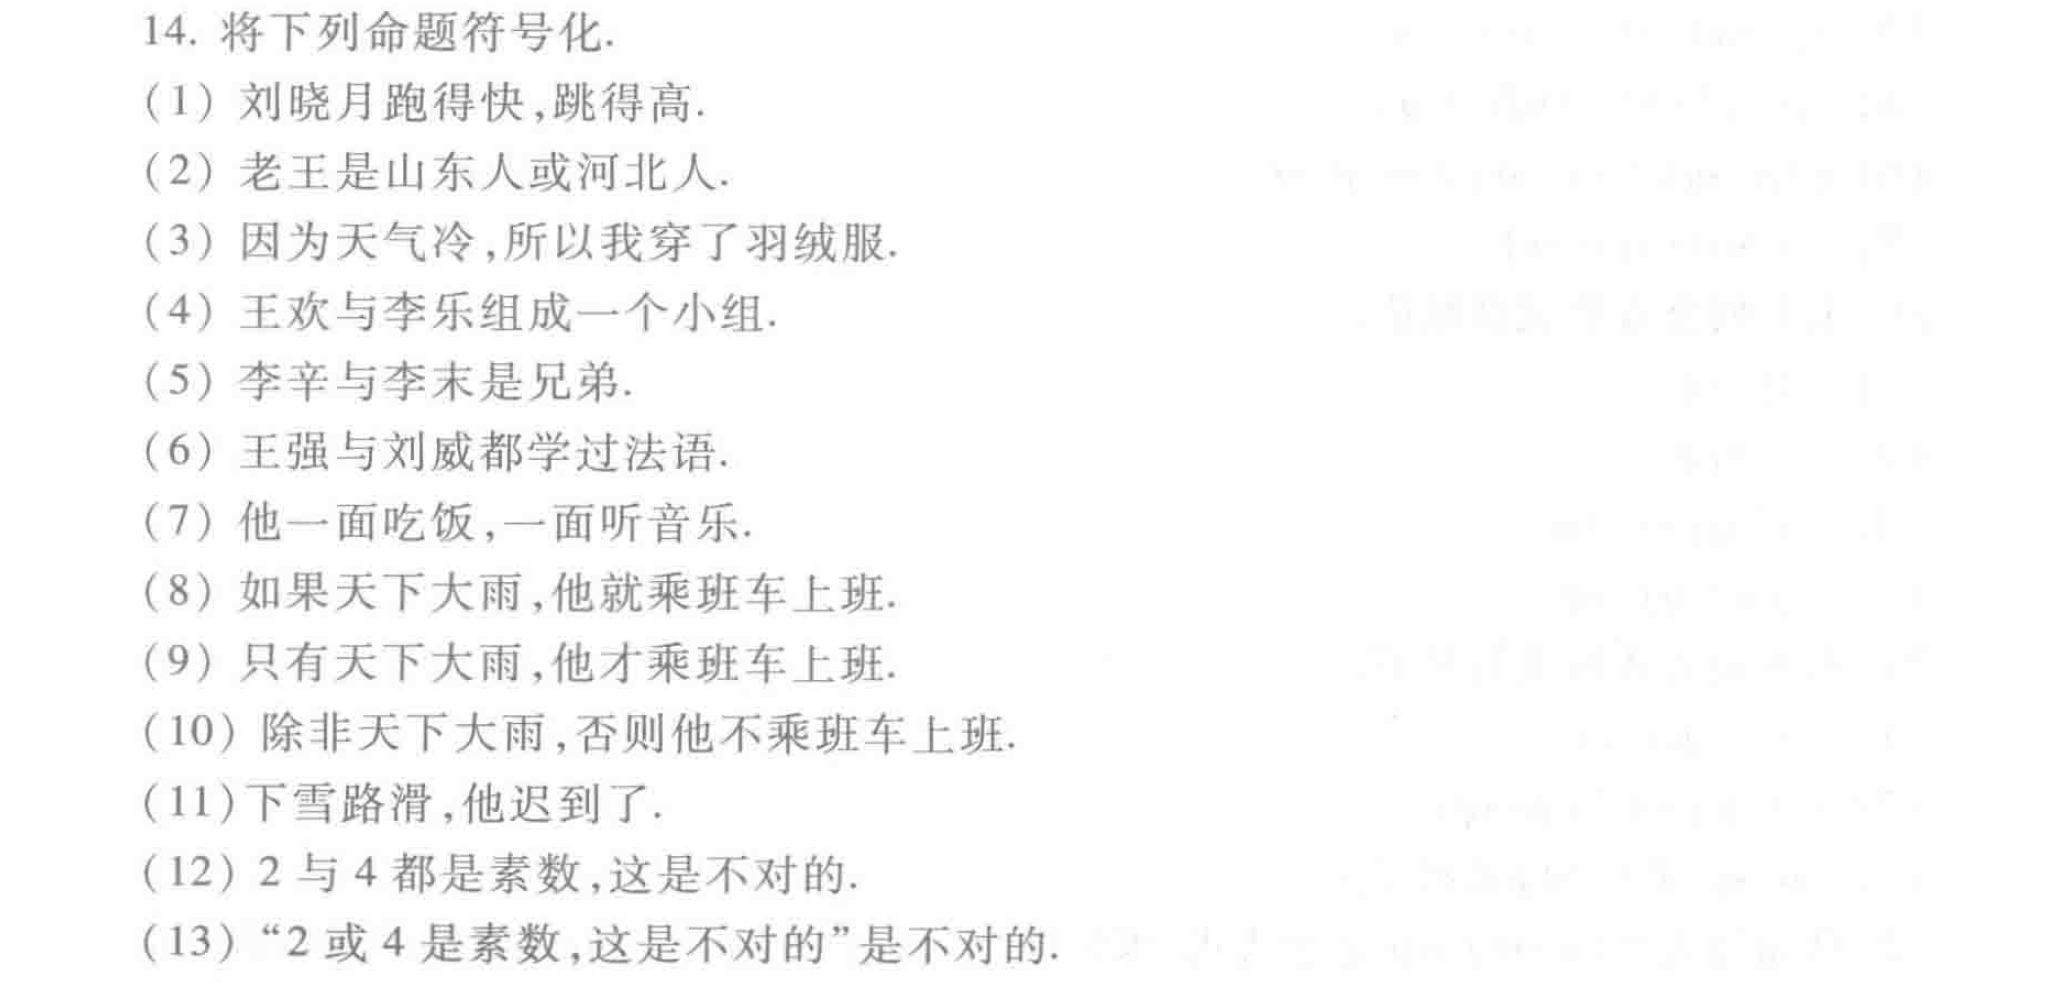 14. 将下列命题符号化.
(1) 刘晓月跑得快,跳得高.
(2) 老王是山东人或河北人.
(3) 因为天气冷,所以我穿了羽绒服.
(4) 王欢与李乐组成一个小组.
(5) 李辛与李末是兄弟.
(6) 王强与刘威都学过法语.
(7) 他一面吃饭,一面听音乐.
(8) 如果天下大雨,他就乘班车上班.
(9) 只有天下大雨,他才乘班车上班.
(10) 除非天下大雨,否则他不乘班车上班.
(11)下雪路滑,他迟到了.
(12) 2 与 4 都是素数,这是不对的.
(13) “2 或 4 是素数,这是不对的”是不对的.